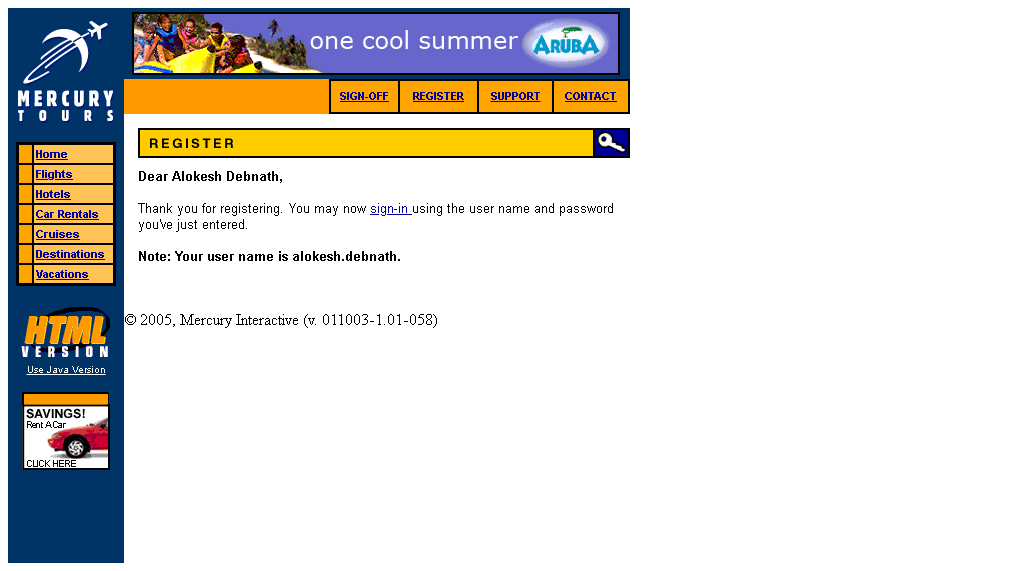 one cool summer ARUBA
MERCURY
TOURS
SIGN-OFF REGISTER SUPPORT CONTACT
REGISTER
Home
Flights
Hotels
Car Rentals
Cruises
Destinations
Vacations
Dear Alokesh Debnath,
Thank you for registering. You may now sign-in using the user name and password
you've just entered.
Note: Your user name is alokesh.debnath.
© 2005, Mercury Interactive (v. 011003-1.01-058)
HTML
VERSION
Use Java Version
SAVINGS!
Rent A Car
CLICK HERE